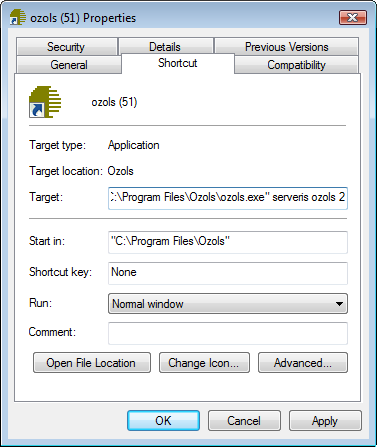 ozols (51) Properties
Security Details Previous Versions
General Shortcut Compatibility
ozols (51)
Target type: Application
Target location: Ozols
Target: C:\Program Files\Ozols\ozols.exe" serveris ozols 2
Start in: "C:\Program Files\Ozols"
Shortcut key: None
Run: Normal window
Comment:
Open File Location Change Icon... Advanced...
OK Cancel Apply